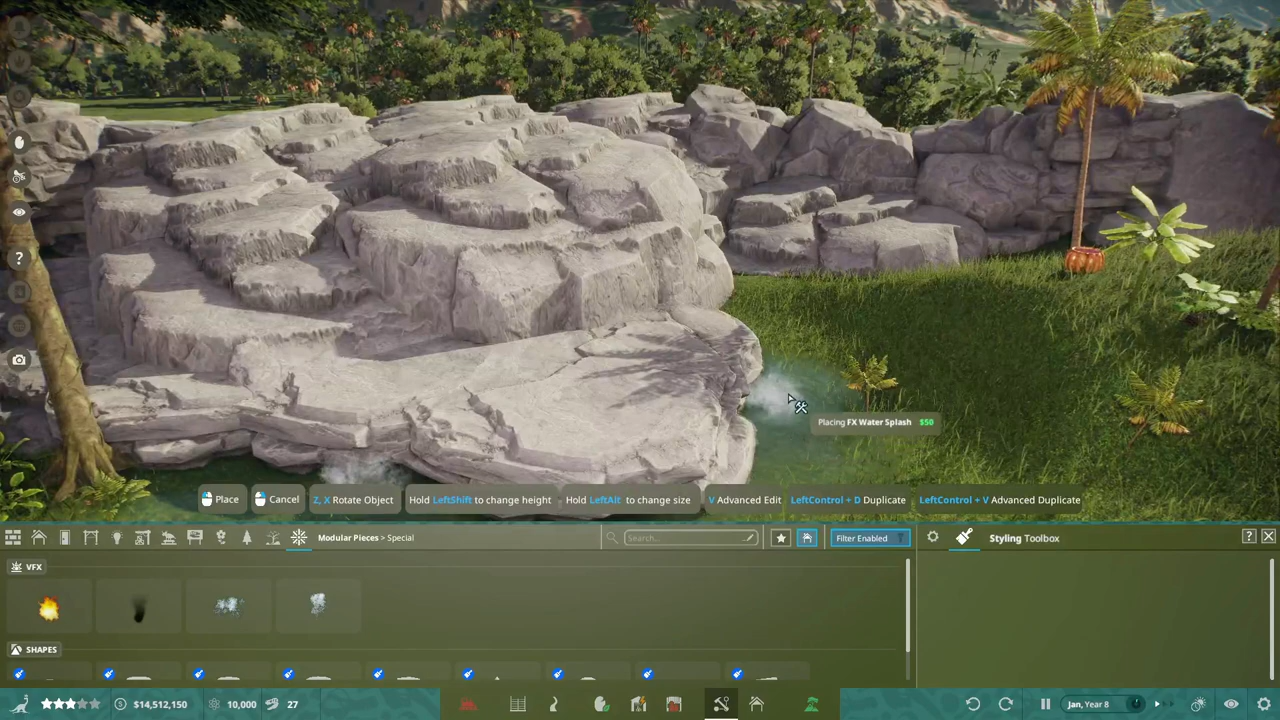 ?
Placing FX Water Splash $50
Place
Cancel
Z, X Rotate Object
Hold LeftShift to change height
Hold LeftAlt to change size
V Advanced Edit
LeftControl + D Duplicate
LeftControl + V Advanced Duplicate
Modular Pieces > Special
Search...
Filter Enabled
Styling Toolbox
?
VFX
SHAPES
$14,512,150
10,000
27
Jan, Year 8